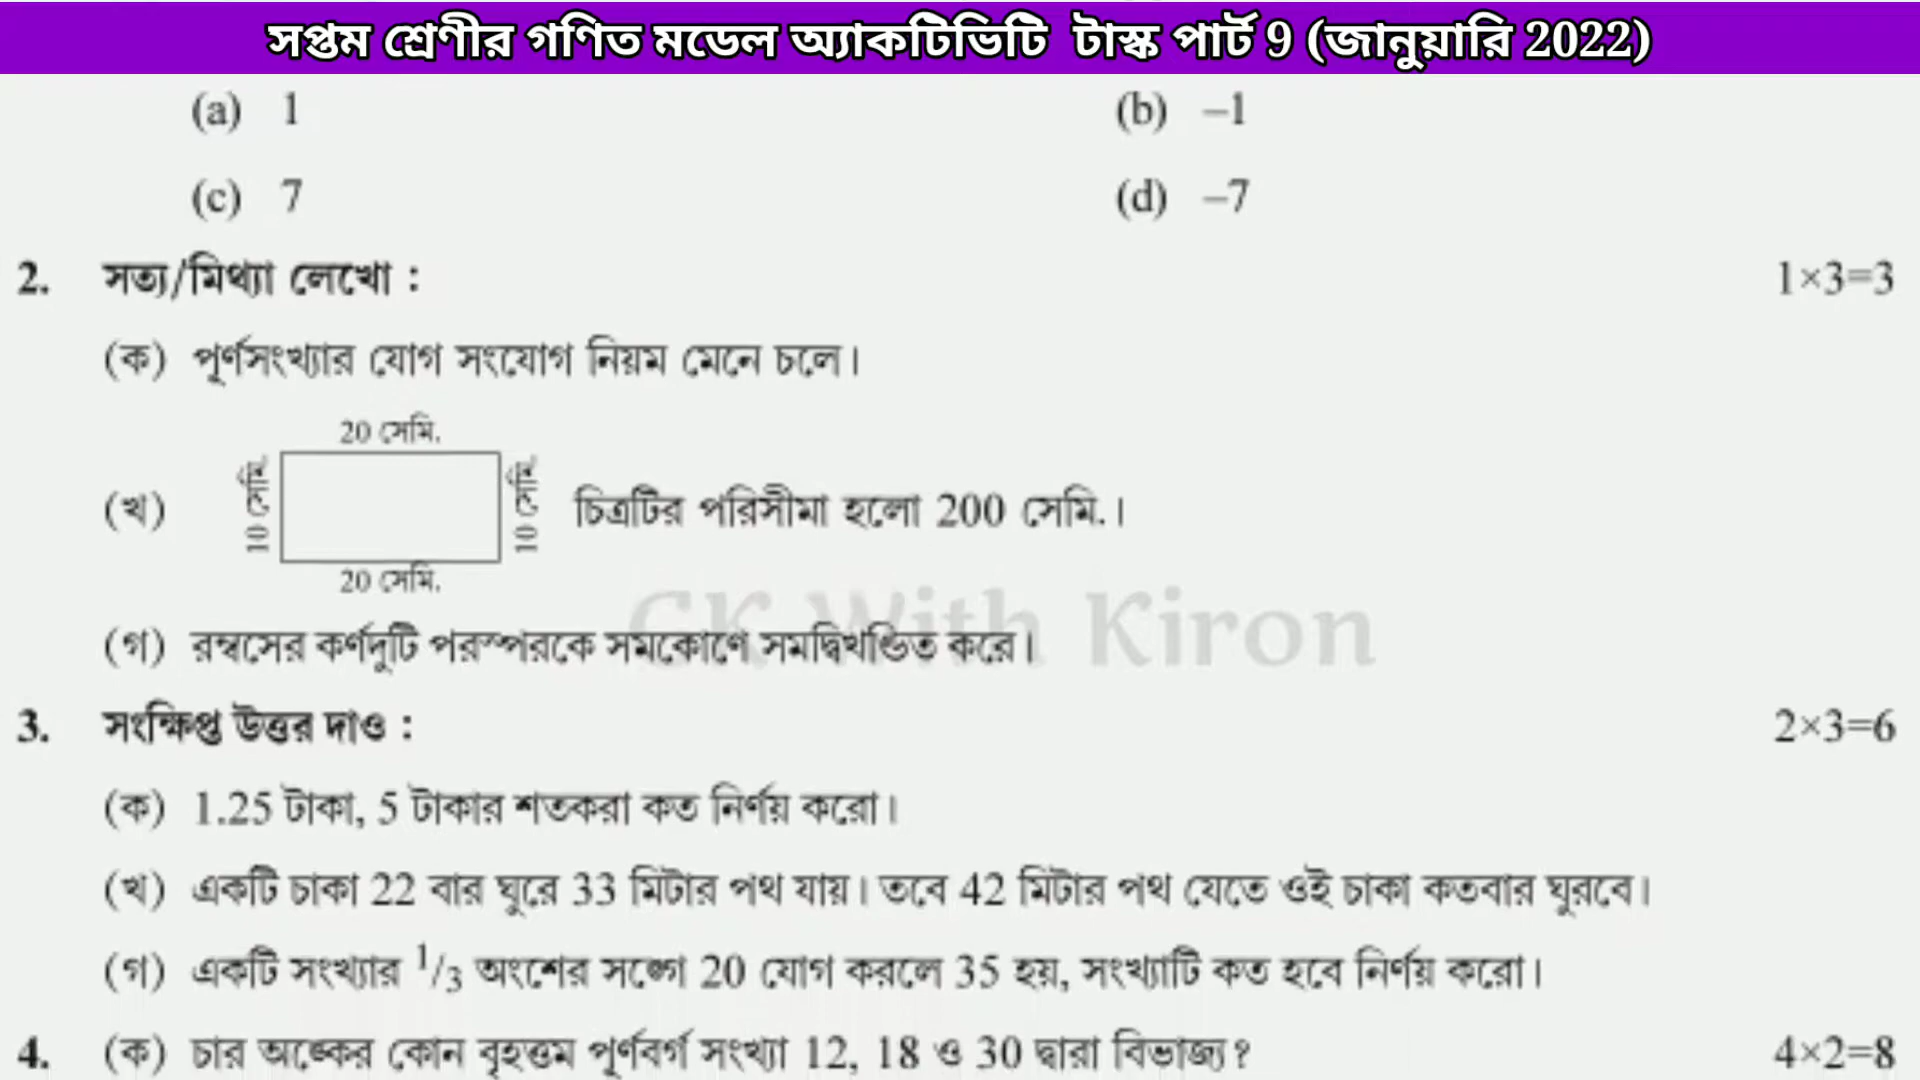 সপ্তম শ্রেণীর গণিত মডেল অ্যাকটিভিটি টাস্ক পার্ট 9 (জানুয়ারি 2022)
(a) 1 (b) –1
(c) 7 (d) –7
2. সত্য/মিথ্যা লেখো : 1×3=3
(ক) পূর্ণসংখ্যার যোগ সংযোগ নিয়ম মেনে চলে।
20 সেমি.
(খ) 10 সেমি. 10 সেমি. চিত্রটির পরিসীমা হলো 200 সেমি.।
20 সেমি.
GK With Kiron
(গ) রম্বসের কর্ণদুটি পরস্পরকে সমকোণে সমদ্বিখণ্ডিত করে।
3. সংক্ষিপ্ত উত্তর দাও : 2×3=6
(ক) 1.25 টাকা, 5 টাকার শতকরা কত নির্ণয় করো।
(খ) একটি চাকা 22 বার ঘুরে 33 মিটার পথ যায়। তবে 42 মিটার পথ যেতে ওই চাকা কতবার ঘুরবে।
(গ) একটি সংখ্যার 1/3 অংশের সঙ্গে 20 যোগ করলে 35 হয়, সংখ্যাটি কত হবে নির্ণয় করো।
4. (ক) চার অঙ্কের কোন বৃহত্তম পূর্ণবর্গ সংখ্যা 12, 18 ও 30 দ্বারা বিভাজ্য? 4×2=8